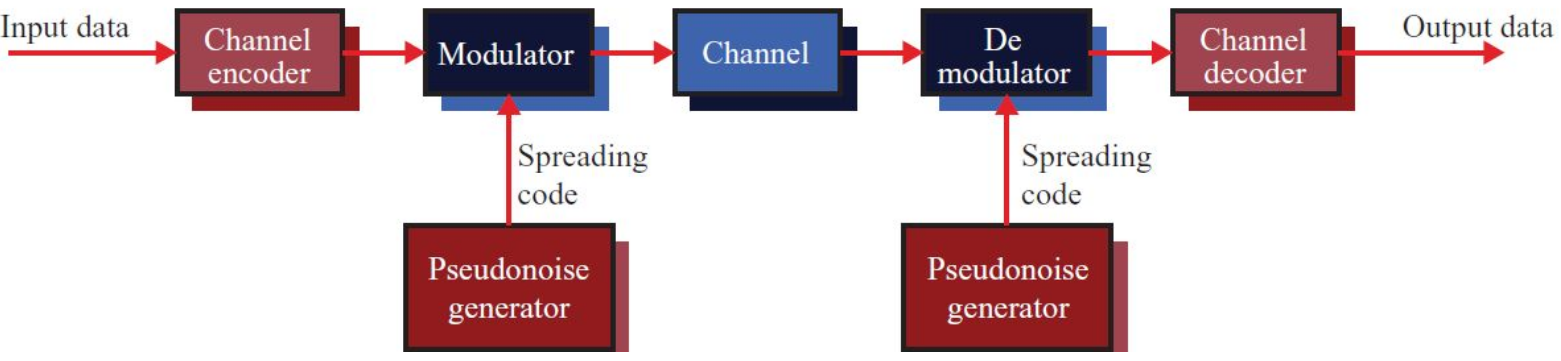 Input data
Channel
encoder
Modulator
Channel
De
modulator
Channel
decoder
Output data
Spreading
code
Spreading
code
Pseudonoise
generator
Pseudonoise
generator